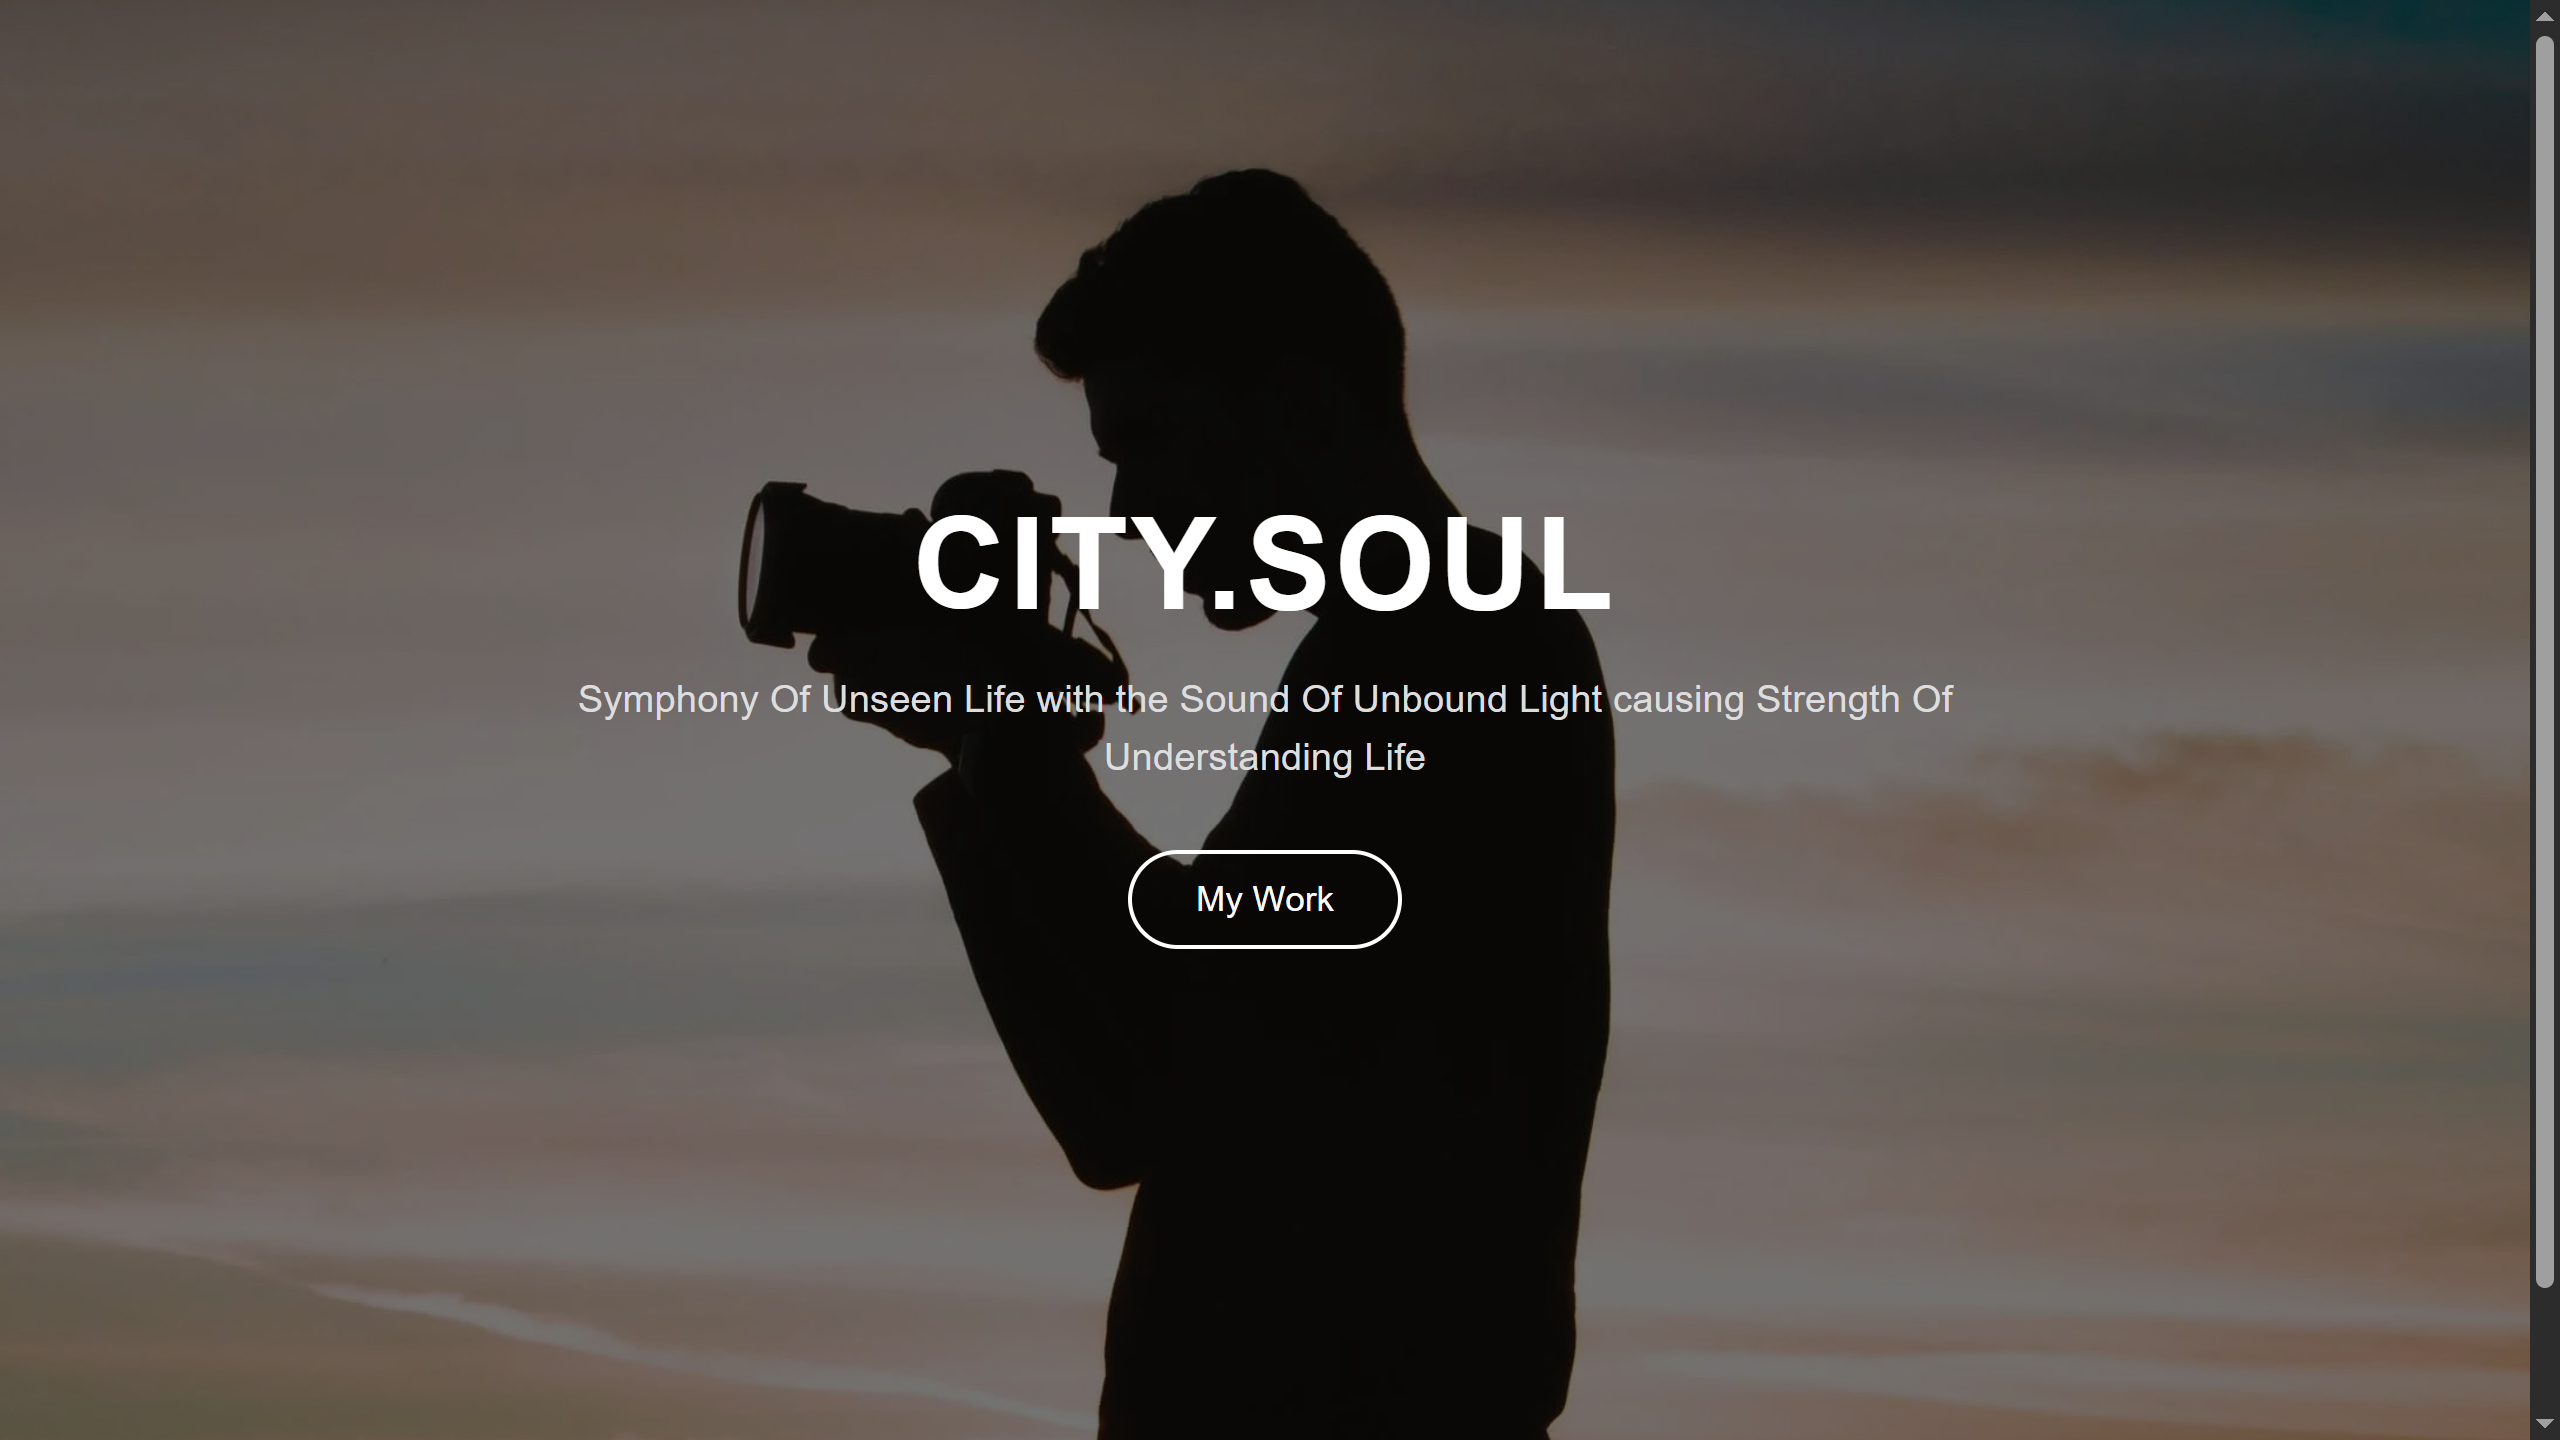 CITY.SOUL
Symphony Of Unseen Life with the Sound Of Unbound Light causing Strength Of
Understanding Life
My Work